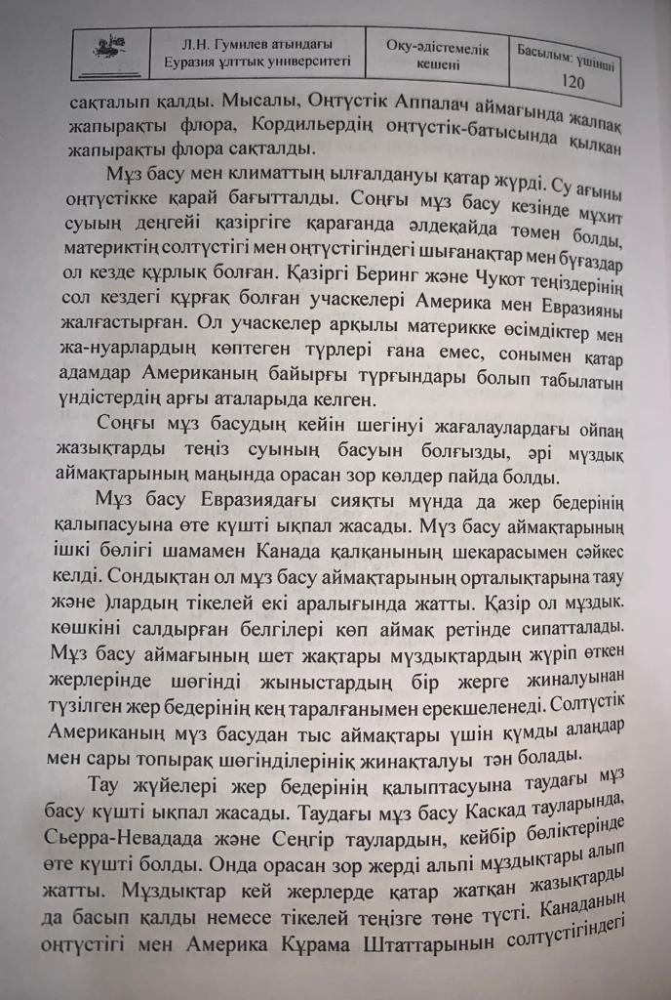 Л.Н. Гумилев атындағы
Еуразия ұлттық университеті
Оқу-әдістемелік
кешені
Басылым: үшінші
120
сақталып қалды. Мысалы, Оңтүстік Аппалач аймағында жалпақ
жапырақты флора, Кордильердің оңтүстік-батысында қылқан
жапырақты флора сақталды.
Мұз басу мен климаттың ылғалдануы қатар жүрді. Су ағыны
оңтүстікке қарай бағытталды. Соңғы мұз басу кезінде мұхит
суыың деңгейі қазіргіге қарағанда әлдеқайда төмен болды,
материктің солтүстігі мен оңтүстігіндегі шығанақтар мен бұғаздар
ол кезде құрлық болған. Қазіргі Беринг және Чукот теңіздерінің
сол кездегі құрғақ болған учаскелері Америка мен Евразияны
жалғастырған. Ол учаскелер арқылы материкке өсімдіктер мен
жа-нуарлардың көптеген түрлері ғана емес, сонымен қатар
адамдар Американың байырғы тұрғындары болып табылатын
үндістердің арғы аталарыда келген.
Соңғы мұз басудың кейін шегінуі жағалаулардағы ойпаң
жазықтарды теңіз суының басуын болғызды, әрі мүздық
аймақтарының маңында орасан зор көлдер пайда болды.
Мұз басу Евразиядағы сияқты мүнда да жер бедерінің
қалыпасуына өте күшті ықпал жасады. Мүз басу аймақтарының
ішкі бөлігі шамамен Канада қалқанының шекарасымен сәйкес
келді. Сондықтан ол мұз басу аймақтарының орталықтарына таяу
және )лардың тікелей екі аралығында жатты. Қазір ол мұздық.
көшкіні салдырған белгілері көп аймақ ретінде сипатталады.
Мұз басу аймағының шет жақтары мүздықтардың жүріп өткен
жерлерінде шөгінді жыныстардың бір жерге жиналуынан
түзілген жер бедерінің кең таралғанымен ерекшеленеді. Солтүстік
Американың мүз басудан тыс аймақтары үшін құмды алаңдар
мен сары топырақ шөгінділерініқ жинақталуы тән болады.
Тау жүйелері жер бедерінің қалыптасуына таудағы мұз
басу күшті ықпал жасады. Таудағы мұз басу Каскад тауларында,
Сьерра-Невадада және Сеңгір таулардын, кейбір бөліктерінде
өте күшті болды. Онда орасан зор жерді альпі мұздықтары алып
жатты. Мұздықтар кей жерлерде қатар жатқан жазықтарды
да басып қалды немесе тікелей теңізге төне түсті. Канаданың
оңтүстігі мен Америка Құрама Штаттарынын солтүстігіндегі